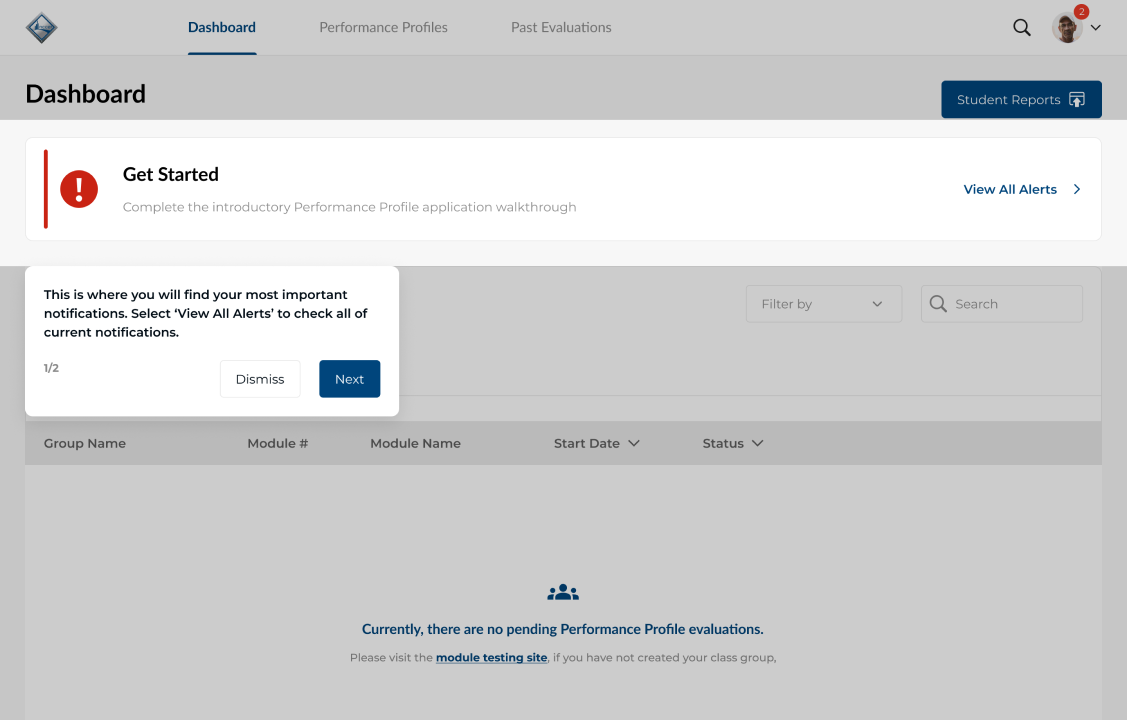 Dashboard
Performance Profiles
Past Evaluations
2
Dashboard
Student Reports
Get Started
Complete the introductory Performance Profile application walkthrough
View All Alerts
This is where you will find your most important
notifications. Select ‘View All Alerts’ to check all of
current notifications.
1/2
Dismiss
Next
Filter by
Search
Group Name
Module #
Module Name
Start Date
Status
Currently, there are no pending Performance Profile evaluations.
Please visit the module testing site, if you have not created your class group,